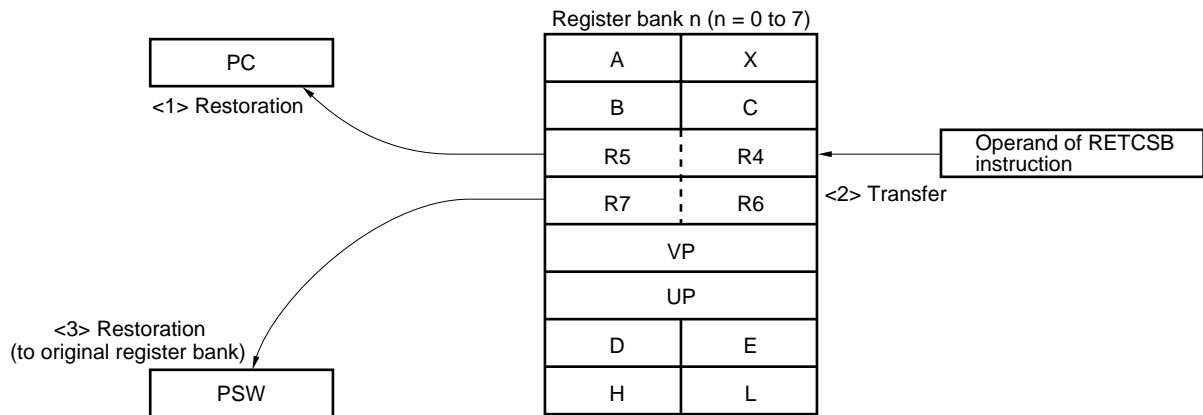 Register bank n (n = 0 to 7)
PC
A X
<1> Restoration
B C
R5 R4
Operand of RETCSB
instruction
R7 R6
<2> Transfer
VP
UP
<3> Restoration
(to original register bank)
D E
PSW
H L